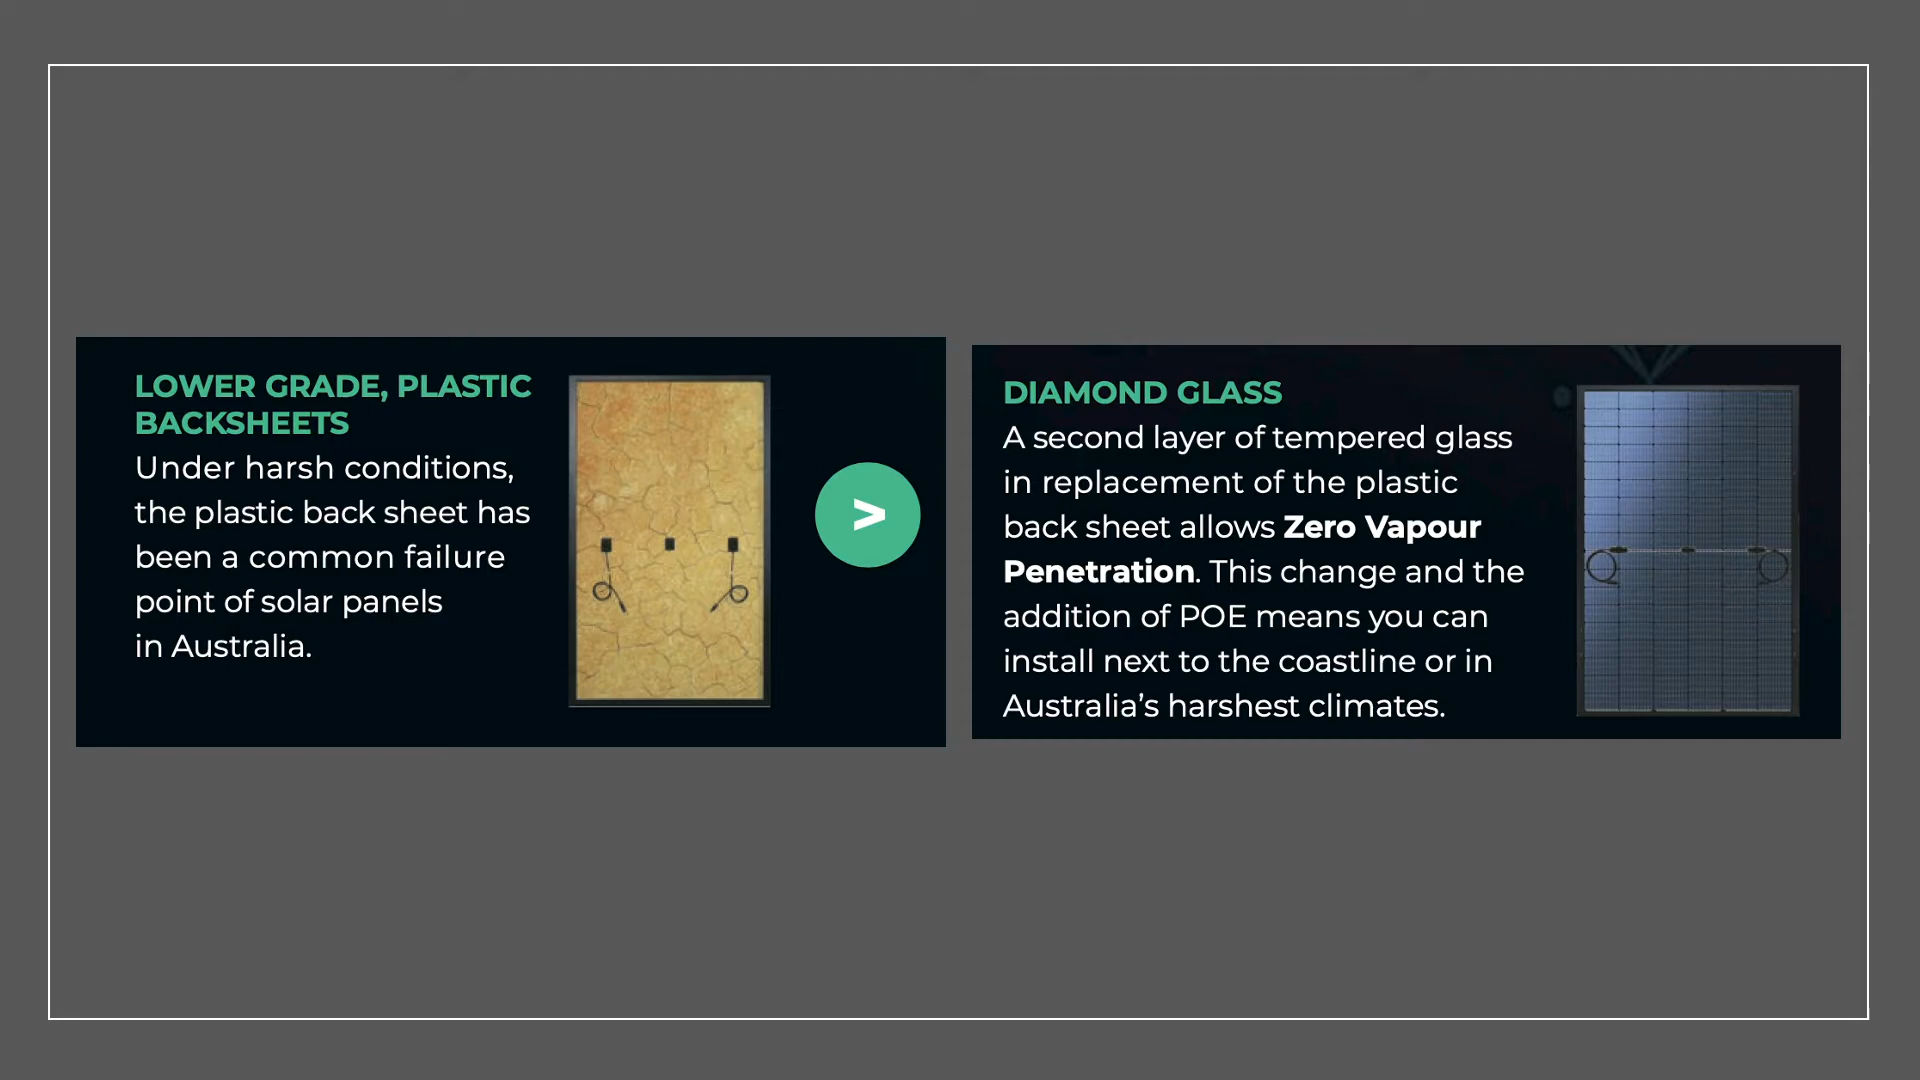 LOWER GRADE, PLASTIC
BACKSHEETS
Under harsh conditions,
the plastic back sheet has
been a common failure
point of solar panels
in Australia.
>
DIAMOND GLASS
A second layer of tempered glass
in replacement of the plastic
back sheet allows Zero Vapour
Penetration. This change and the
addition of POE means you can
install next to the coastline or in
Australia’s harshest climates.